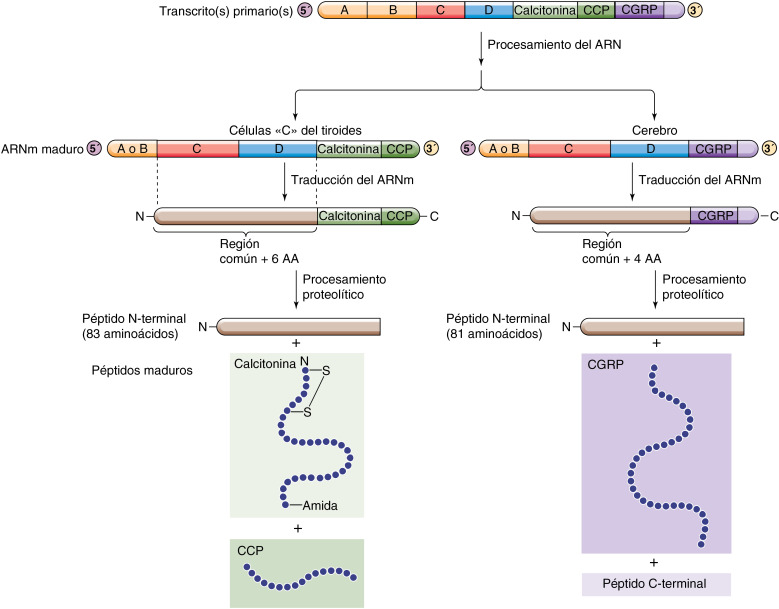 Transcrito(s) primario(s) 5´ A B C D Calcitonina CCP CGRP 3´
Procesamiento del ARN
Células «C» del tiroides
Cerebro
ARNm maduro 5´ A o B C D Calcitonina CCP 3´
5´ A o B C D CGRP 3´
Traducción del ARNm
Traducción del ARNm
N Calcitonina CCP C
N CGRP C
Región
común + 6 AA
Región
común + 4 AA
Procesamiento
proteolítico
Procesamiento
proteolítico
Péptido N-terminal
(83 aminoácidos)
N
Péptido N-terminal
(81 aminoácidos)
N
+
+
Péptidos maduros
Calcitonina
N
S
S
Amida
CGRP
+
CCP
+
Péptido C-terminal